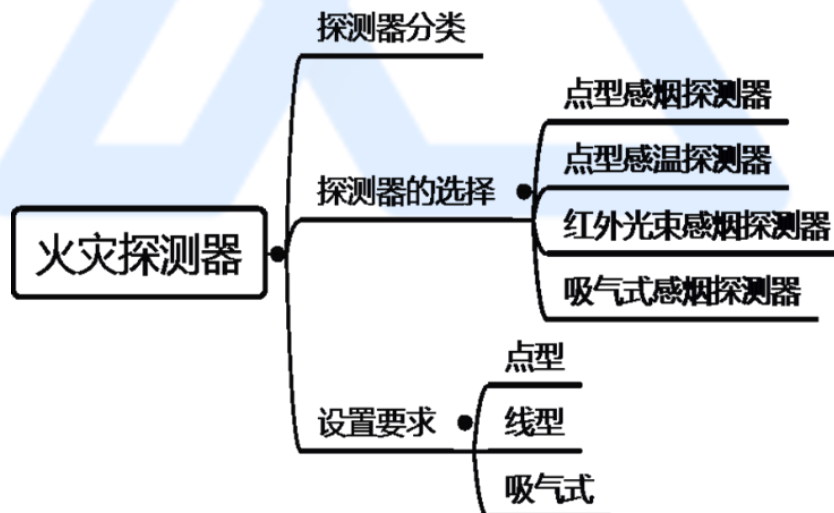 火灾探测器
探测器分类
探测器的选择
点型感烟探测器
点型感温探测器
红外光束感烟探测器
吸气式感烟探测器
设置要求
点型
线型
吸气式